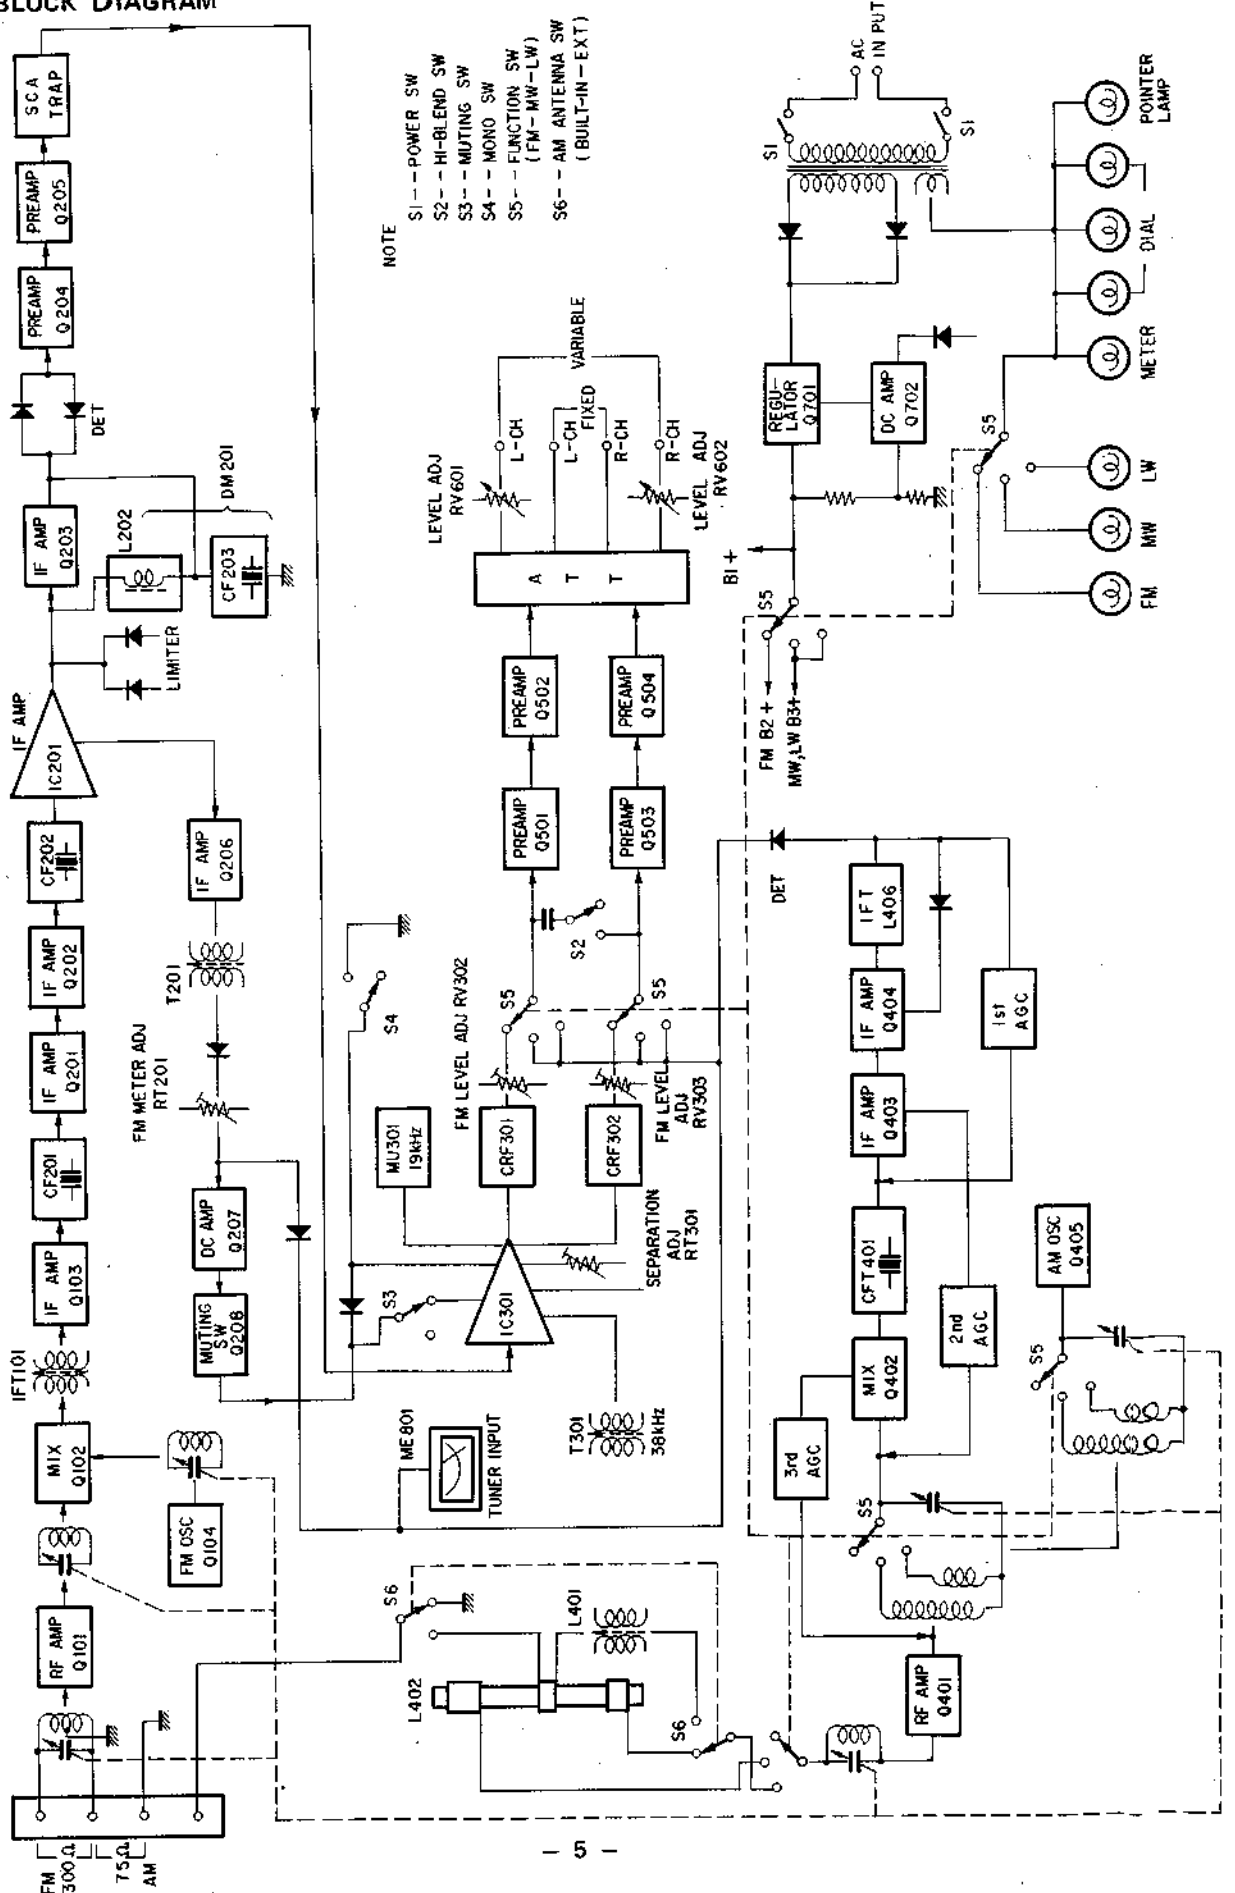 BLOCK DIAGRAM
FM
300Ω
75Ω
AM
RF AMP
Q101
MIX
Q102
FM OSC
Q104
IFT101
IF AMP
Q103
CF201
IF AMP
Q201
IF AMP
Q202
CF202
IF AMP
IC201
LIMITER
IF AMP
Q203
L202
CF203
DM201
DET
PREAMP
Q204
PREAMP
Q205
SCA
TRAP
IF AMP
Q206
T201
FM METER ADJ
RT201
DC AMP
Q207
MUTING
SW
Q208
S4
S3
MU301
19kHz
IC301
T301
38kHz
SEPARATION
ADJ
RT301
CRF301
CRF302
FM LEVEL ADJ RV302
FM LEVEL
ADJ
RV303
S5
S5
S2
PREAMP
Q501
PREAMP
Q502
PREAMP
Q503
PREAMP
Q504
A T T
LEVEL ADJ
RV601
LEVEL ADJ
RV602
L-CH
L-CH
FIXED
R-CH
R-CH
VARIABLE
NOTE
S1--POWER SW
S2--HI-BLEND SW
S3--MUTING SW
S4--MONO SW
S5--FUNCTION SW
(FM-MW-LW)
S6--AM ANTENNA SW
(BUILT-IN-EXT)
ME801
TUNER INPUT
S6
L402
L401
S6
RF AMP
Q401
3rd
AGC
S5
MIX
Q402
2nd
AGC
CFT401
S5
AM OSC
Q405
IF AMP
Q403
IF AMP
Q404
1st
AGC
IFT
L406
DET
FM B2+
MW,LW B3+
S5
B1+
REGU-
LATOR
Q701
DC AMP
Q702
S1
S1
AC
IN PUT
S5
FM
MW
LW
METER
DIAL
POINTER
LAMP
- 5 -